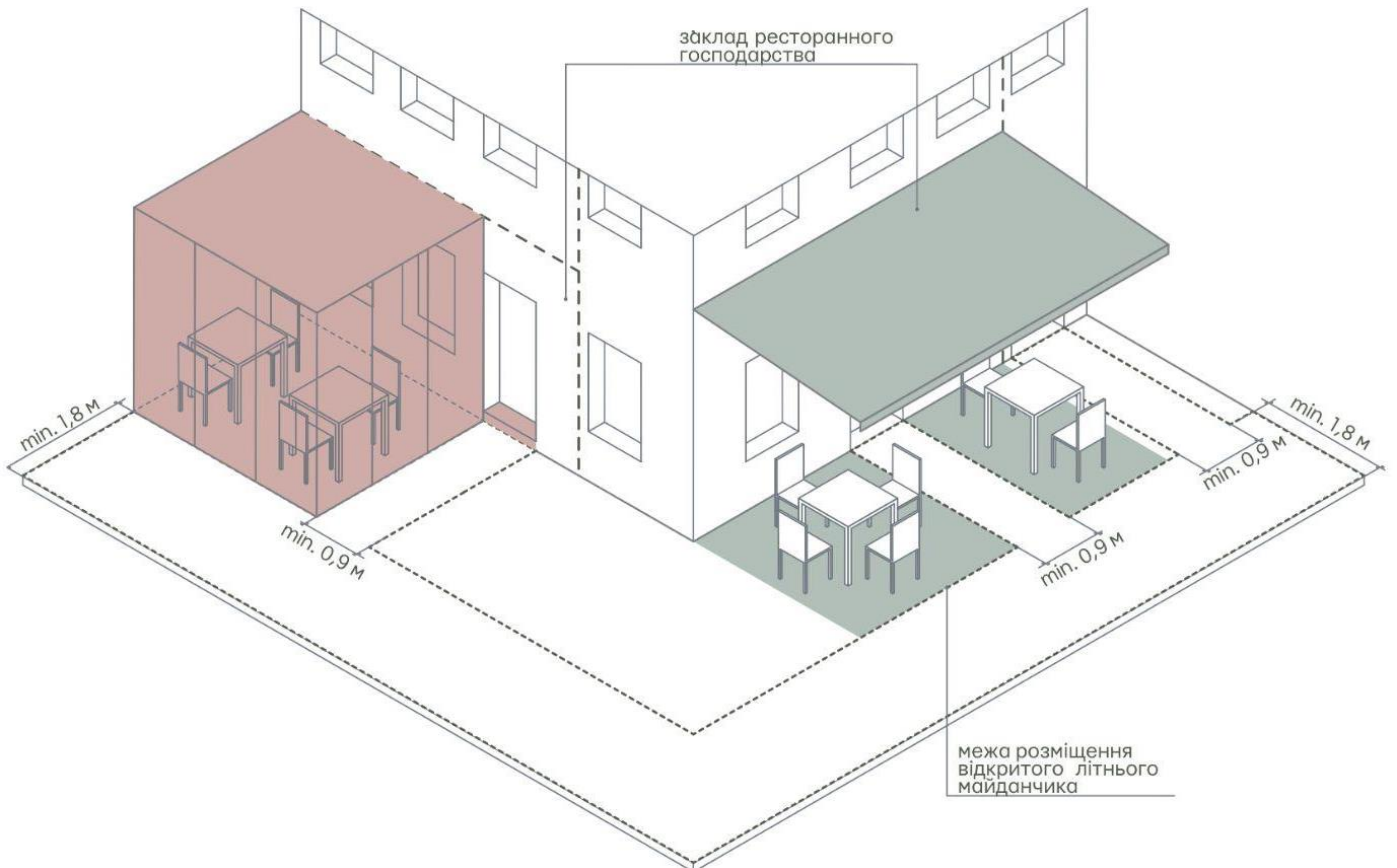 заклад ресторанного
господарства
min. 1,8 м
min. 0,9 м
min. 1,8 м
min. 0,9 м
min. 0,9 м
межа розміщення
відкритого літнього
майданчика